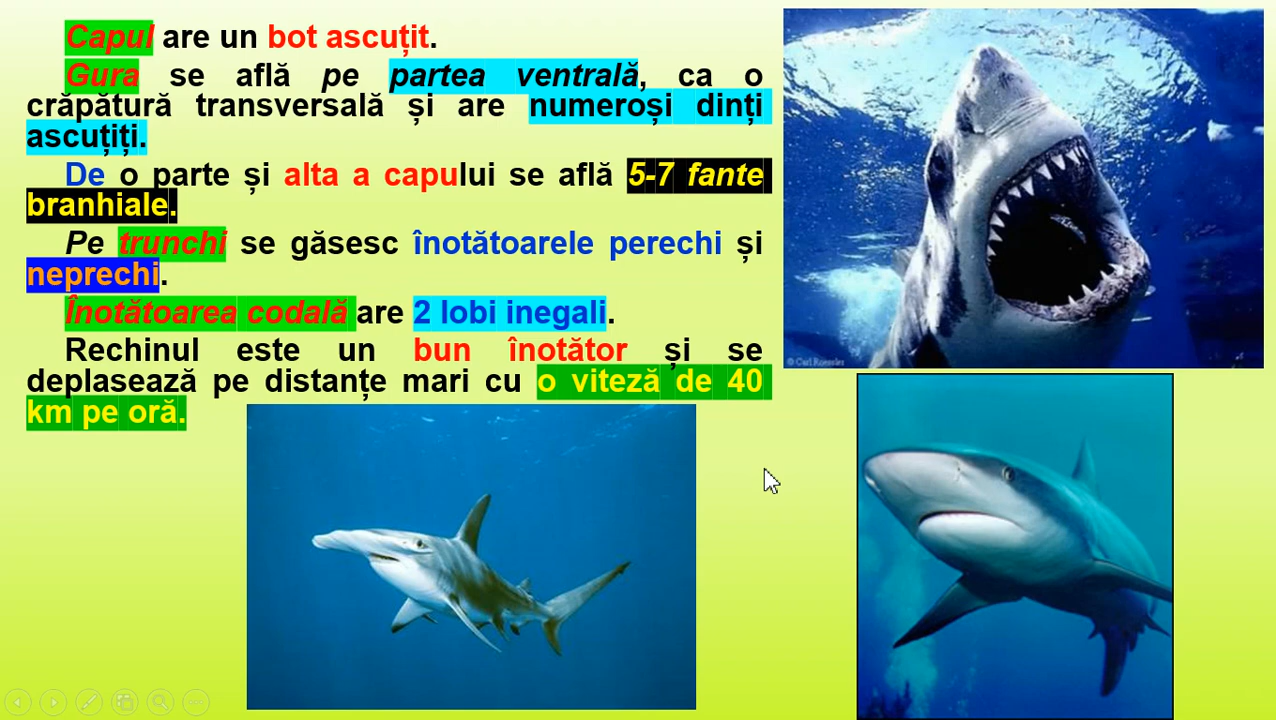 Capul are un bot ascuțit.
Gura se află pe partea ventrală, ca o
crăpătură transversală și are numeroși dinți
ascuțiți.
De o parte și alta a capului se află 5-7 fante
branhiale.
Pe trunchi se găsesc înotătoarele perechi și
neprechi.
Înotătoarea codală are 2 lobi inegali.
Rechinul este un bun înotător și se
deplasează pe distanțe mari cu o viteză de 40
km pe oră.
© Carl Roessler